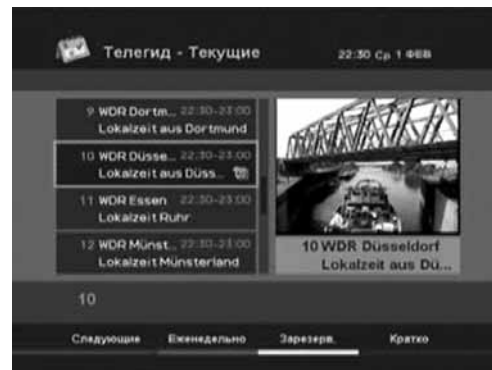 Телегид - Текущие
22:30 Ср 1 ФЕВ
9 WDR Dortm... 22:30-23:00
Lokalzeit aus Dortmund
10 WDR Düsse... 22:30-23:00
Lokalzeit aus Düss...
11 WDR Essen 22:30-23:00
Lokalzeit Ruhr
12 WDR Münst... 22:30-23:00
Lokalzeit Münsterland
10 WDR Düsseldorf
Lokalzeit aus Dü...
10
Следующие Еженедельно Зарезерв. Кратко